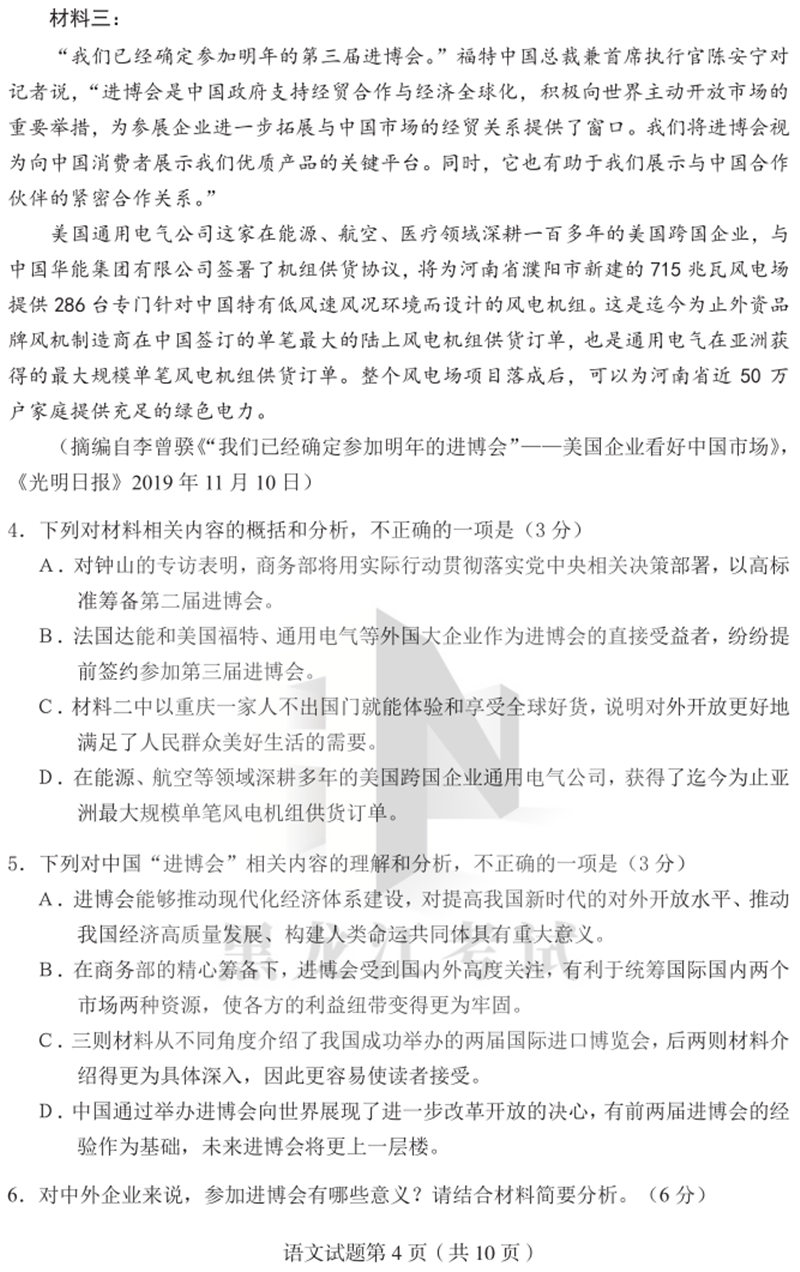 材料三：
“我们已经确定参加明年的第三届进博会。”福特中国总裁兼首席执行官陈安宁对
记者说，“进博会是中国政府支持经贸合作与经济全球化，积极向世界主动开放市场的
重要举措，为参展企业进一步拓展与中国市场的经贸关系提供了窗口。我们将进博会视
为向中国消费者展示我们优质产品的关键平台。同时，它也有助于我们展示与中国合作
伙伴的紧密合作关系。”
美国通用电气公司这家在能源、航空、医疗领域深耕一百多年的美国跨国企业，与
中国华能集团有限公司签署了机组供货协议，将为河南省濮阳市新建的 715 兆瓦风电场
提供 286 台专门针对中国特有低风速风况环境而设计的风电机组。这是迄今为止外资品
牌风机制造商在中国签订的单笔最大的陆上风电机组供货订单，也是通用电气在亚洲获
得的最大规模单笔风电机组供货订单。整个风电场项目落成后，可以为河南省近 50 万
户家庭提供充足的绿色电力。
（摘编自李曾骙《“我们已经确定参加明年的进博会”——美国企业看好中国市场》，
《光明日报》2019 年 11 月 10 日）
4．下列对材料相关内容的概括和分析，不正确的一项是（3 分）
A．对钟山的专访表明，商务部将用实际行动贯彻落实党中央相关决策部署，以高标
准筹备第二届进博会。
B．法国达能和美国福特、通用电气等外国大企业作为进博会的直接受益者，纷纷提
前签约参加第三届进博会。
C．材料二中以重庆一家人不出国门就能体验和享受全球好货，说明对外开放更好地
满足了人民群众美好生活的需要。
D．在能源、航空等领域深耕多年的美国跨国企业通用电气公司，获得了迄今为止亚
洲最大规模单笔风电机组供货订单。
5．下列对中国“进博会”相关内容的理解和分析，不正确的一项是（3 分）
A．进博会能够推动现代化经济体系建设，对提高我国新时代的对外开放水平、推动
我国经济高质量发展、构建人类命运共同体具有重大意义。
B．在商务部的精心筹备下，进博会受到国内外高度关注，有利于统筹国际国内两个
市场两种资源，使各方的利益纽带变得更为牢固。
C．三则材料从不同角度介绍了我国成功举办的两届国际进口博览会，后两则材料介
绍得更为具体深入，因此更容易使读者接受。
D．中国通过举办进博会向世界展现了进一步改革开放的决心，有前两届进博会的经
验作为基础，未来进博会将更上一层楼。
6．对中外企业来说，参加进博会有哪些意义？请结合材料简要分析。（6 分）
语文试题第 4 页（共 10 页）
黑龙江考试